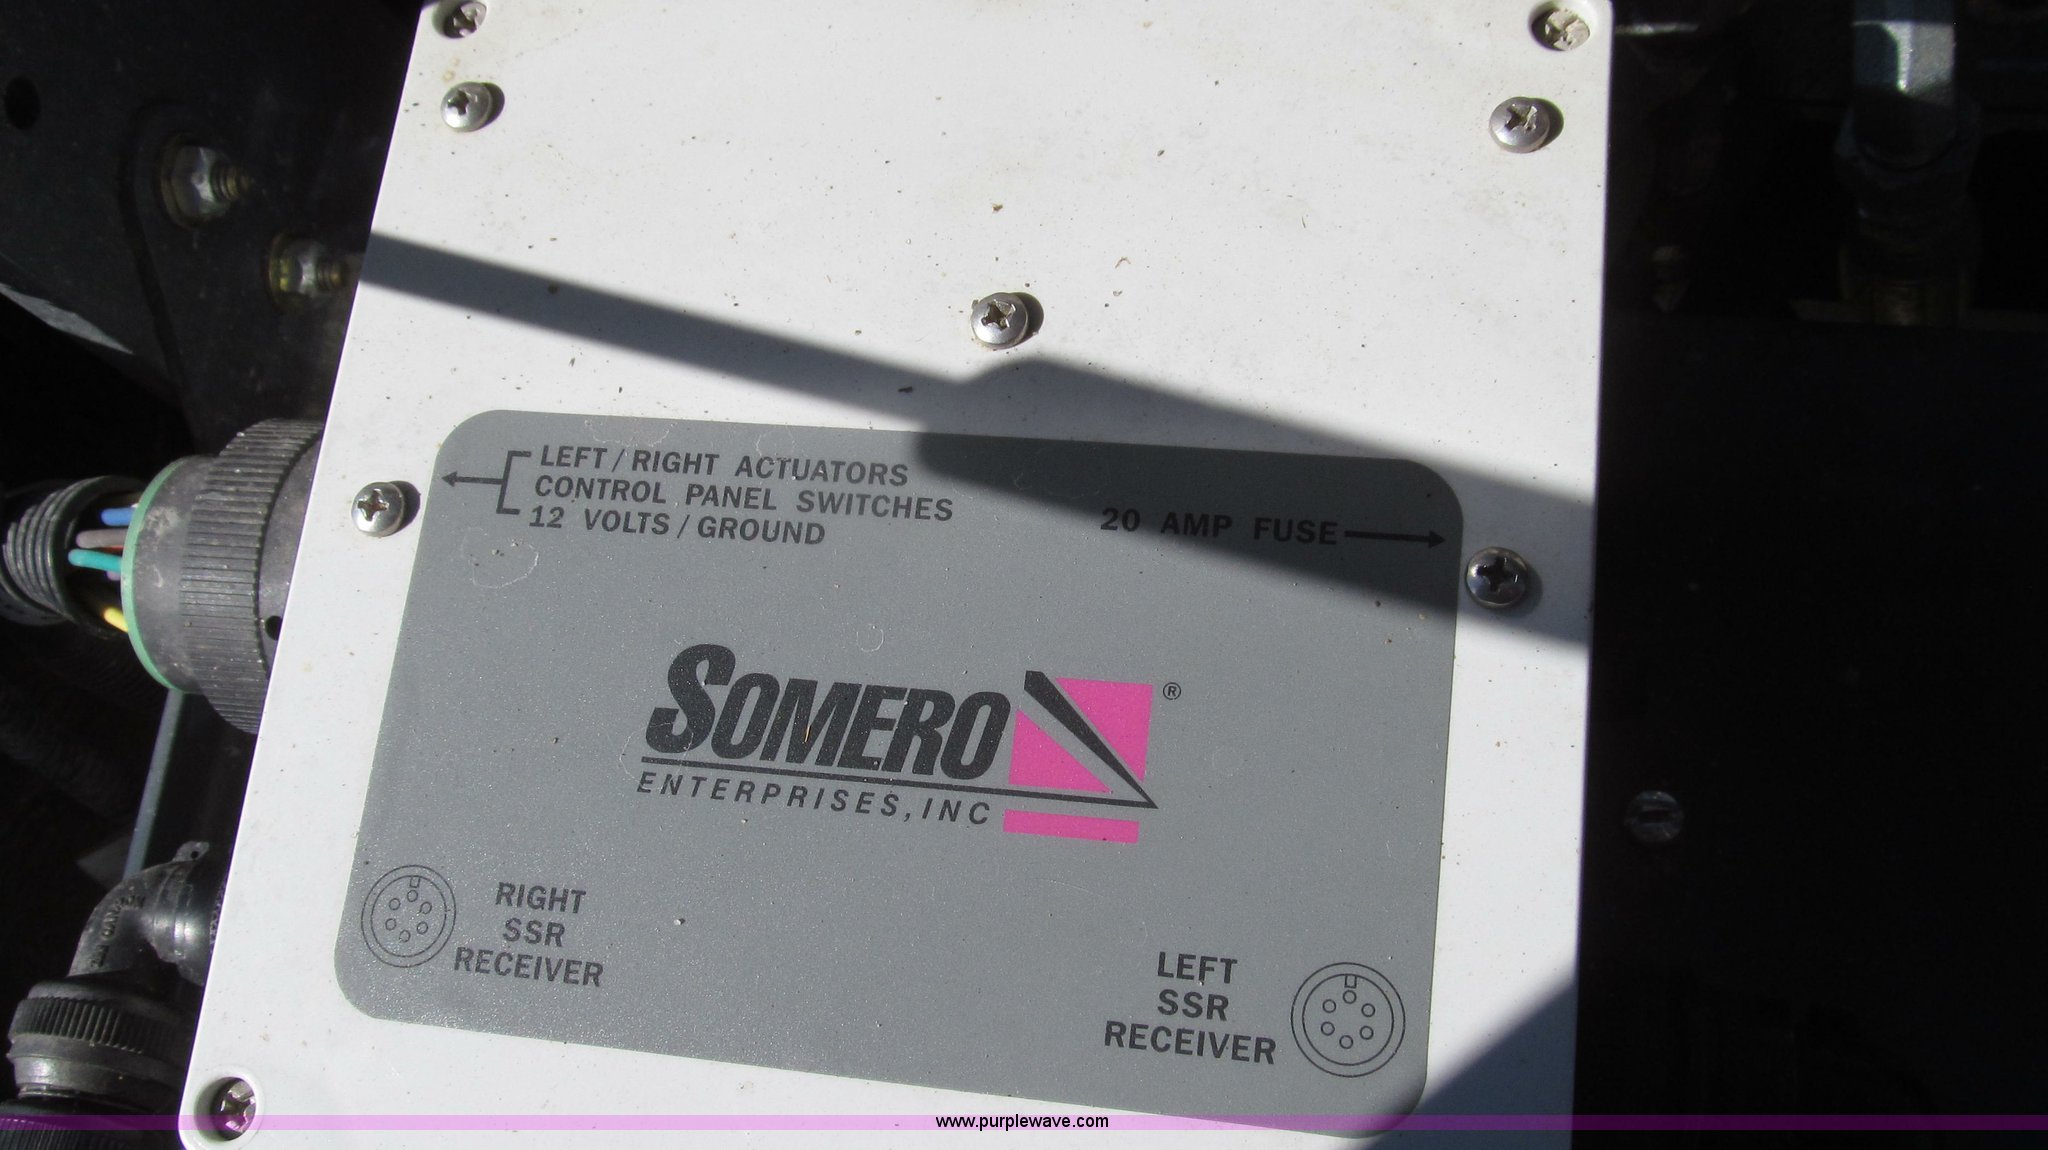 LEFT / RIGHT ACTUATORS
CONTROL PANEL SWITCHES
12 VOLTS / GROUND
20 AMP FUSE
SOMERO ®
ENTERPRISES, INC
RIGHT
SSR
RECEIVER
LEFT
SSR
RECEIVER
www.purplewave.com